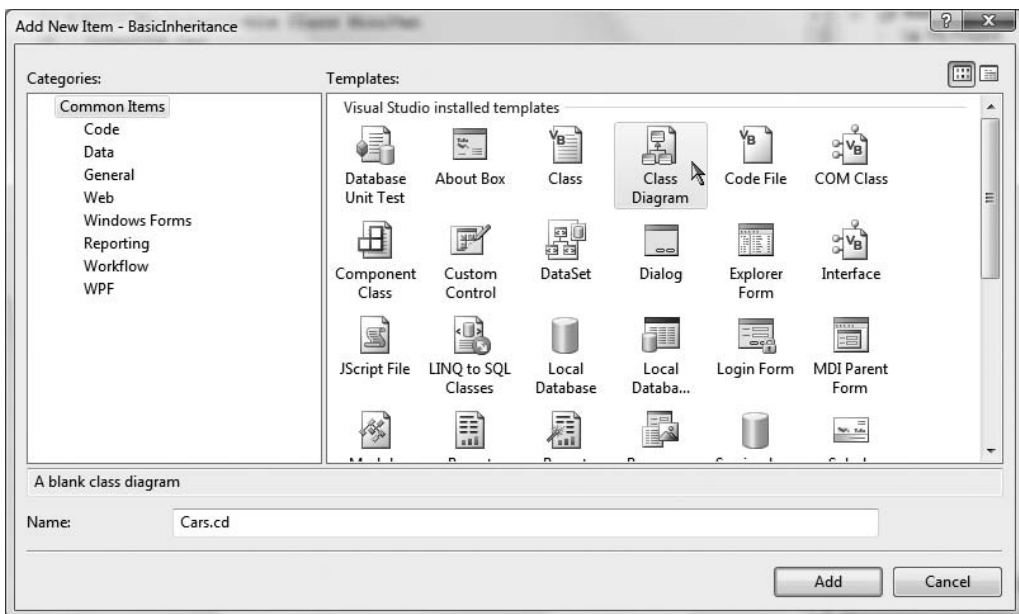 Add New Item - BasicInheritance
Categories:
Common Items
Code
Data
General
Web
Windows Forms
Reporting
Workflow
WPF
Templates:
Visual Studio installed templates
Database Unit Test
About Box
Class
Class Diagram
Code File
COM Class
Component Class
Custom Control
DataSet
Dialog
Explorer Form
Interface
JScript File
LINQ to SQL Classes
Local Database
Local Databa...
Login Form
MDI Parent Form
A blank class diagram
Name:
Cars.cd
Add
Cancel